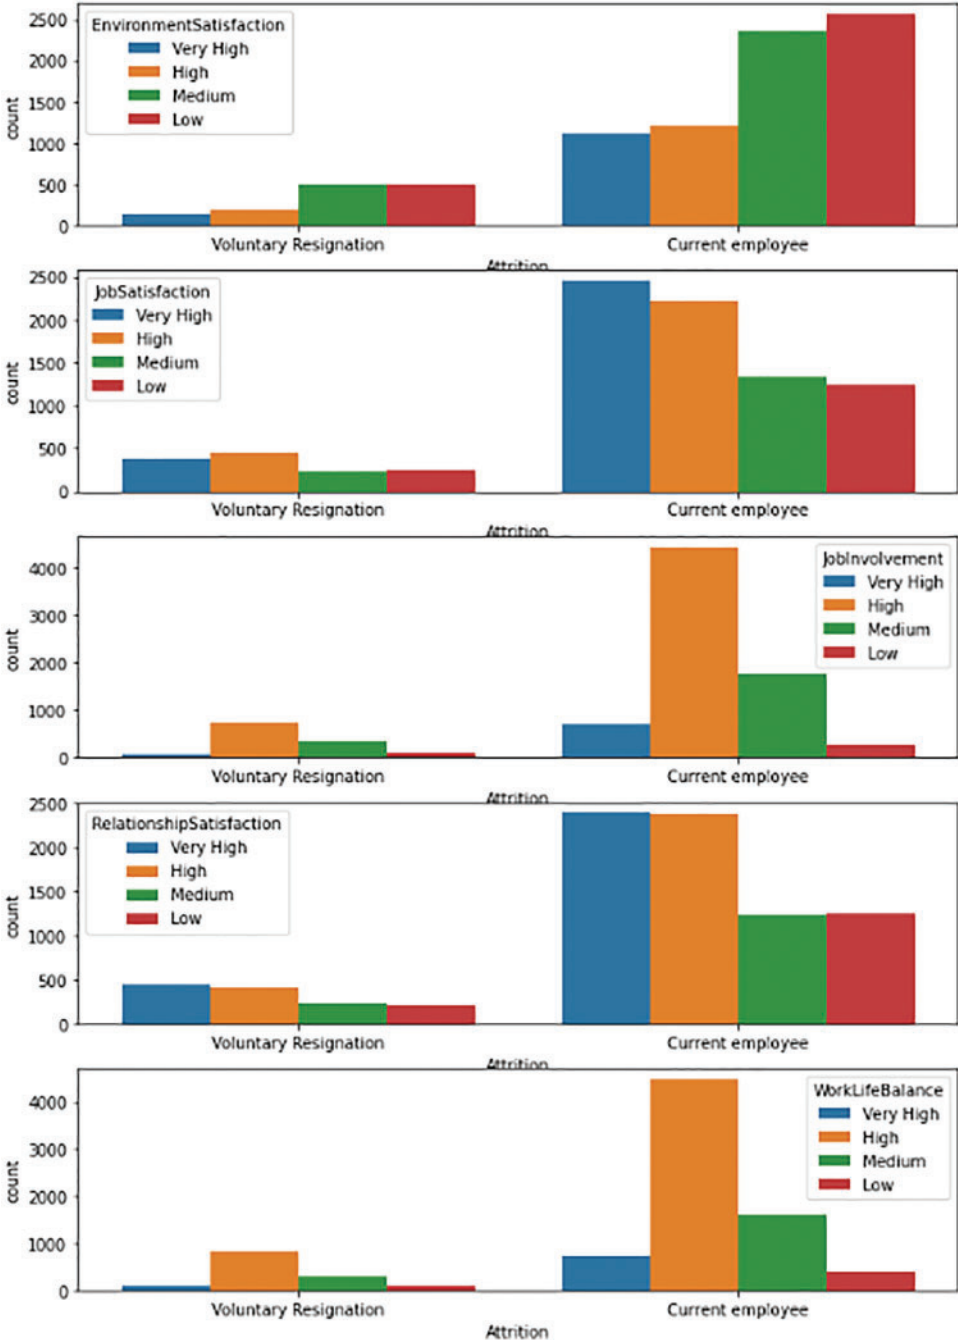 EnvironmentSatisfaction
Very High
High
Medium
Low
count
2500
2000
1500
1000
500
0
Voluntary Resignation
Current employee
Attrition
JobSatisfaction
Very High
High
Medium
Low
count
2500
2000
1500
1000
500
0
Voluntary Resignation
Current employee
Attrition
JobInvolvement
Very High
High
Medium
Low
count
4000
3000
2000
1000
0
Voluntary Resignation
Current employee
Attrition
RelationshipSatisfaction
Very High
High
Medium
Low
count
2500
2000
1500
1000
500
0
Voluntary Resignation
Current employee
Attrition
WorkLifeBalance
Very High
High
Medium
Low
count
4000
3000
2000
1000
0
Voluntary Resignation
Current employee
Attrition